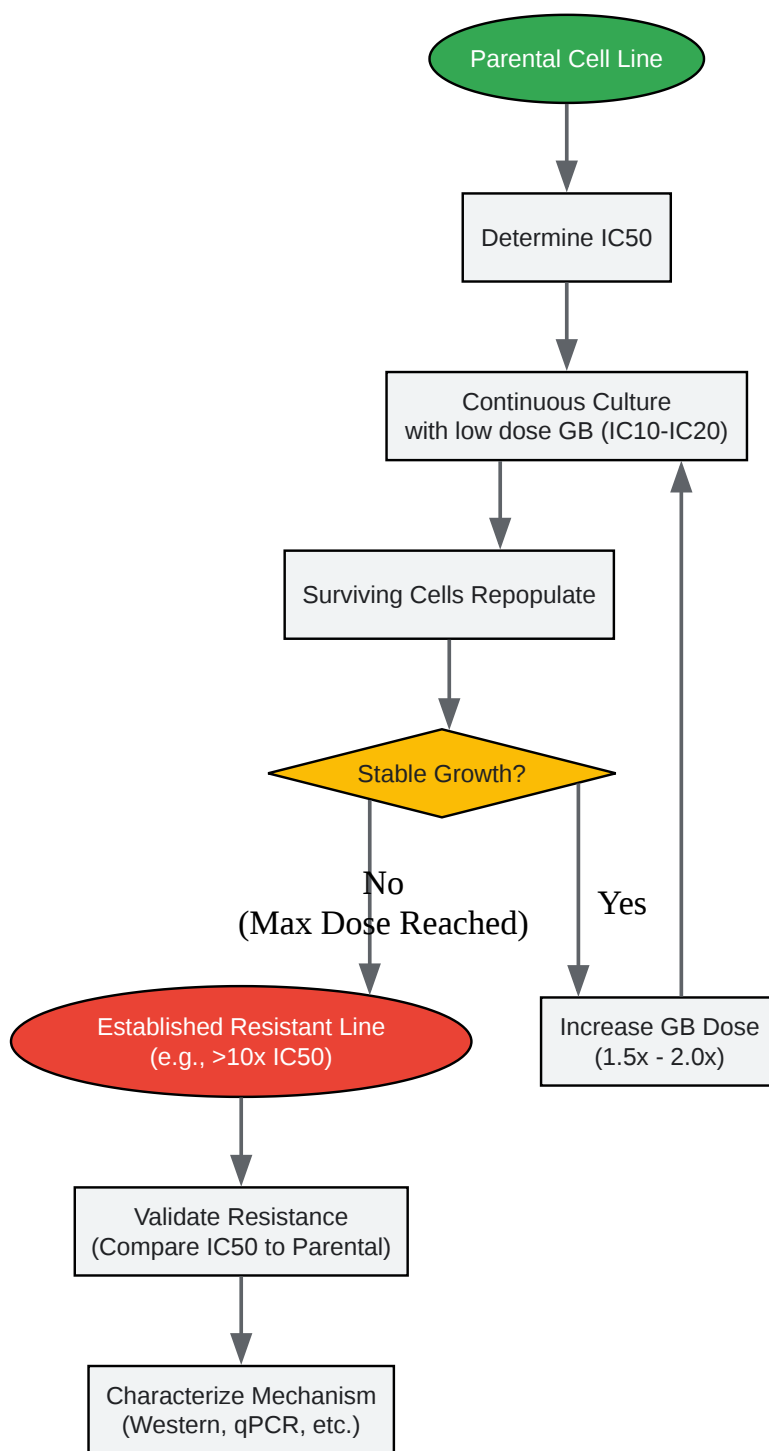 Parental Cell Line
Determine IC50
Continuous Culture
with low dose GB (IC10-IC20)
Surviving Cells Repopulate
Stable Growth?
No
(Max Dose Reached)
Yes
Established Resistant Line
(e.g., >10x IC50)
Increase GB Dose
(1.5x - 2.0x)
Validate Resistance
(Compare IC50 to Parental)
Characterize Mechanism
(Western, qPCR, etc.)